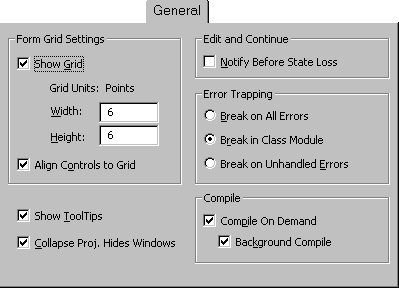 General
Form Grid Settings
Show Grid
Grid Units: Points
Width: 6
Height: 6
Align Controls to Grid
Show ToolTips
Collapse Proj. Hides Windows
Edit and Continue
Notify Before State Loss
Error Trapping
Break on All Errors
Break in Class Module
Break on Unhandled Errors
Compile
Compile On Demand
Background Compile